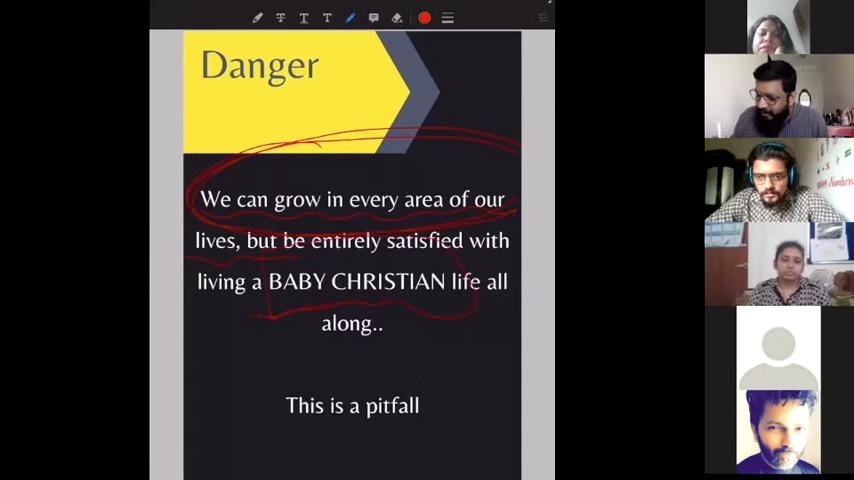 Danger
We can grow in every area of our
lives, but be entirely satisfied with
living a BABY CHRISTIAN life all
along..
This is a pitfall